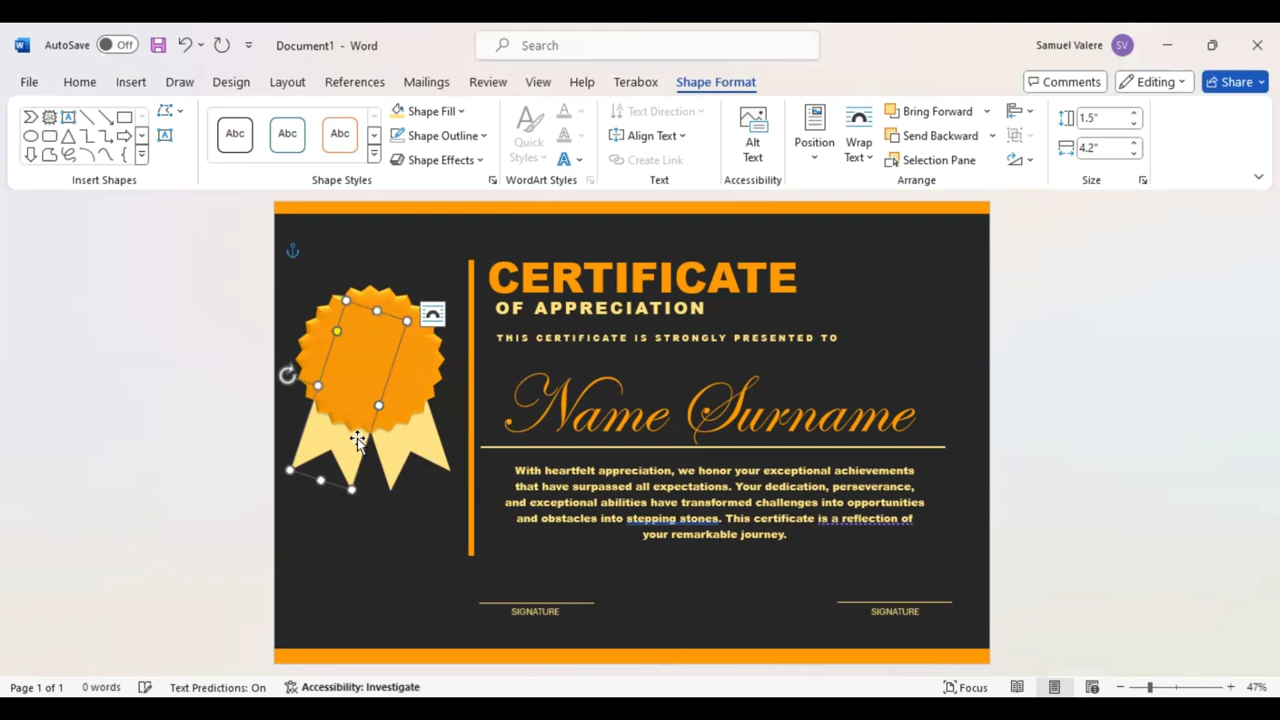 AutoSave Off Document1 - Word Search Samuel Valere SV
File Home Insert Draw Design Layout References Mailings Review View Help Terabox Shape Format Comments Editing Share
Abc Abc Abc
Shape Fill
Shape Outline
Shape Effects
Quick
Styles
Text Direction
Align Text
Create Link
Alt
Text
Position
Wrap
Text
Bring Forward
Send Backward
Selection Pane
1.5"
4.2"
Insert Shapes Shape Styles WordArt Styles Text Accessibility Arrange Size
CERTIFICATE
OF APPRECIATION
THIS CERTIFICATE IS STRONGLY PRESENTED TO
Name Surname
With heartfelt appreciation, we honor your exceptional achievements
that have surpassed all expectations. Your dedication, perseverance,
and exceptional abilities have transformed challenges into opportunities
and obstacles into stepping stones. This certificate is a reflection of
your remarkable journey.
SIGNATURE SIGNATURE
Page 1 of 1 0 words Text Predictions: On Accessibility: Investigate Focus 47%